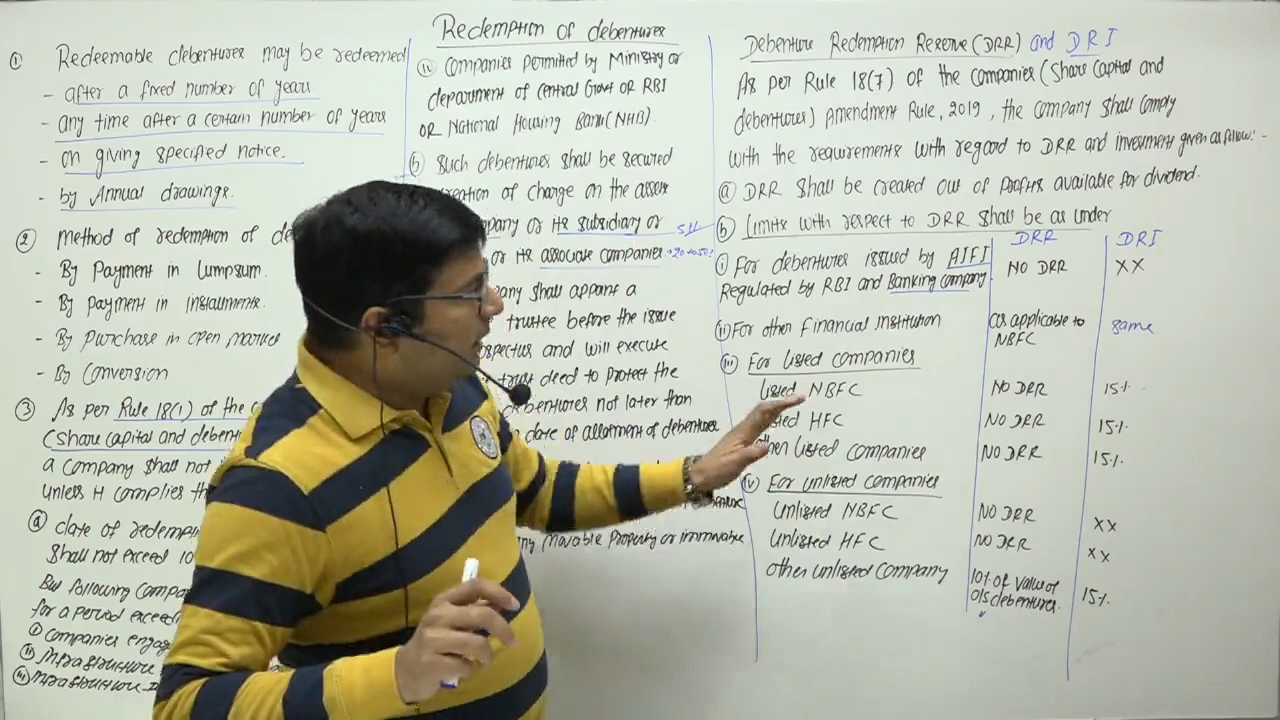 Redemption of debentures
① Redeemable debentures may be redeemed
- after a fixed number of years.
- any time after a certain number of years
- on giving specified notice.
- by Annual drawings.
② Method of redemption of de
- By Payment in Lumpsum.
- By payment in instalments.
- By Purchase in open market
- By Conversion
③ As per Rule 18(1) of the C
(share capital and debent
a company shall not
unless it complies th
ⓐ date of redempti
shall not exceed 10
But following compa
for a period exceed
ⓘ companies engag
ⓘⓘ Infrastructure
ⓘⓘⓘ Infrastructure
iv Companies permitted by Ministry or
department of central Govt OR RBI
OR National Housing Bank (NHB)
ⓑ Such debentures shall be secured
creation of charge on the assets
mpany or its subsidiary or
or its associate companies. → 20 to 50%
any shall appoint a
trustee before the issue
spectus and will execute
trust deed to protect the
debentures not later than
date of allotment of debentures
any movable property or immovable
Debenture Redemption Reserve (DRR) and DRI
As per Rule 18(7) of the companies (Share Capital and
debentures) Amendment Rule, 2019, the company shall comply
with the requirements with regard to DRR and investment given as follow:-
ⓐ DRR shall be created out of profits available for dividend.
ⓑ Limits with respect to DRR shall be as under
DRR DRI
(i) For debentures issued by AIFI NO DRR XX
Regulated by RBI and Banking company.
(ii) For other Financial Institution as applicable to same
NBFC
(iii) For listed companies
listed NBFC NO DRR 15%.
sted HFC NO DRR 15%.
other listed companies NO DRR 15%.
(iv) For unlisted companies
Unlisted NBFC NO DRR XX
Unlisted HFC NO DRR XX
other unlisted company 10% of value of 15%.
o/s debentures.